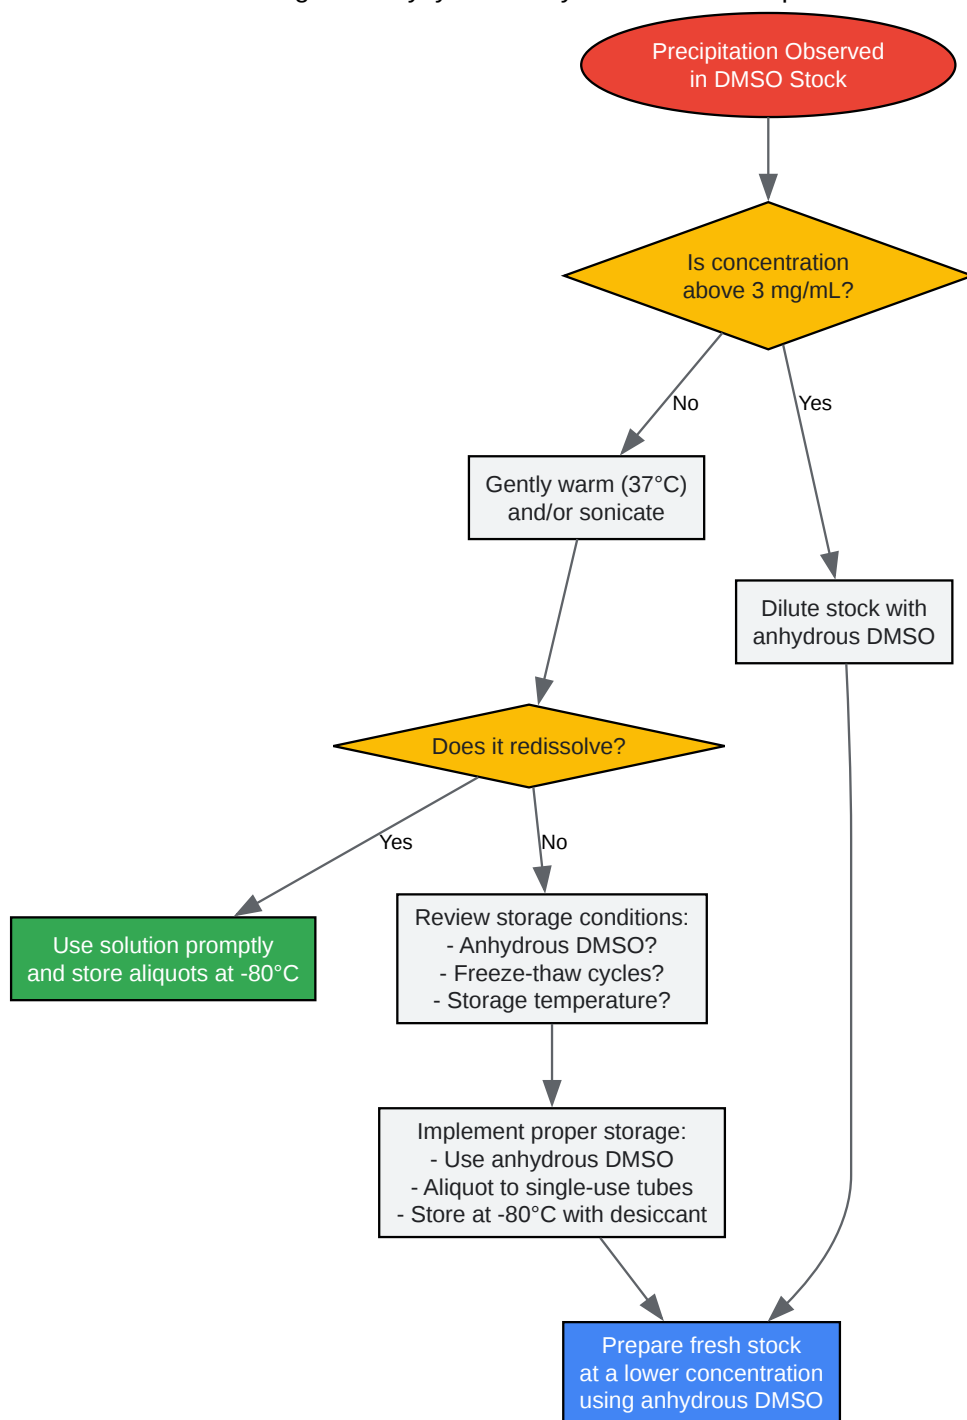 Precipitation Observed
in DMSO Stock
Is concentration
above 3 mg/mL?
No
Yes
Gently warm (37°C)
and/or sonicate
Dilute stock with
anhydrous DMSO
Does it redissolve?
Yes
No
Use solution promptly
and store aliquots at -80°C
Review storage conditions:
- Anhydrous DMSO?
- Freeze-thaw cycles?
- Storage temperature?
Implement proper storage:
- Use anhydrous DMSO
- Aliquot to single-use tubes
- Store at -80°C with desiccant
Prepare fresh stock
at a lower concentration
using anhydrous DMSO